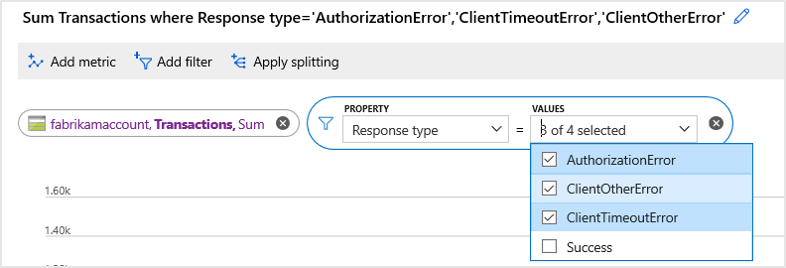 Sum Transactions where Response type='AuthorizationError','ClientTimeoutError','ClientOtherError'
Add metric Add filter Apply splitting
fabrikamaccount, Transactions, Sum
PROPERTY VALUES
Response type = 3 of 4 selected
AuthorizationError
ClientOtherError
ClientTimeoutError
Success
1.60k
1.40k